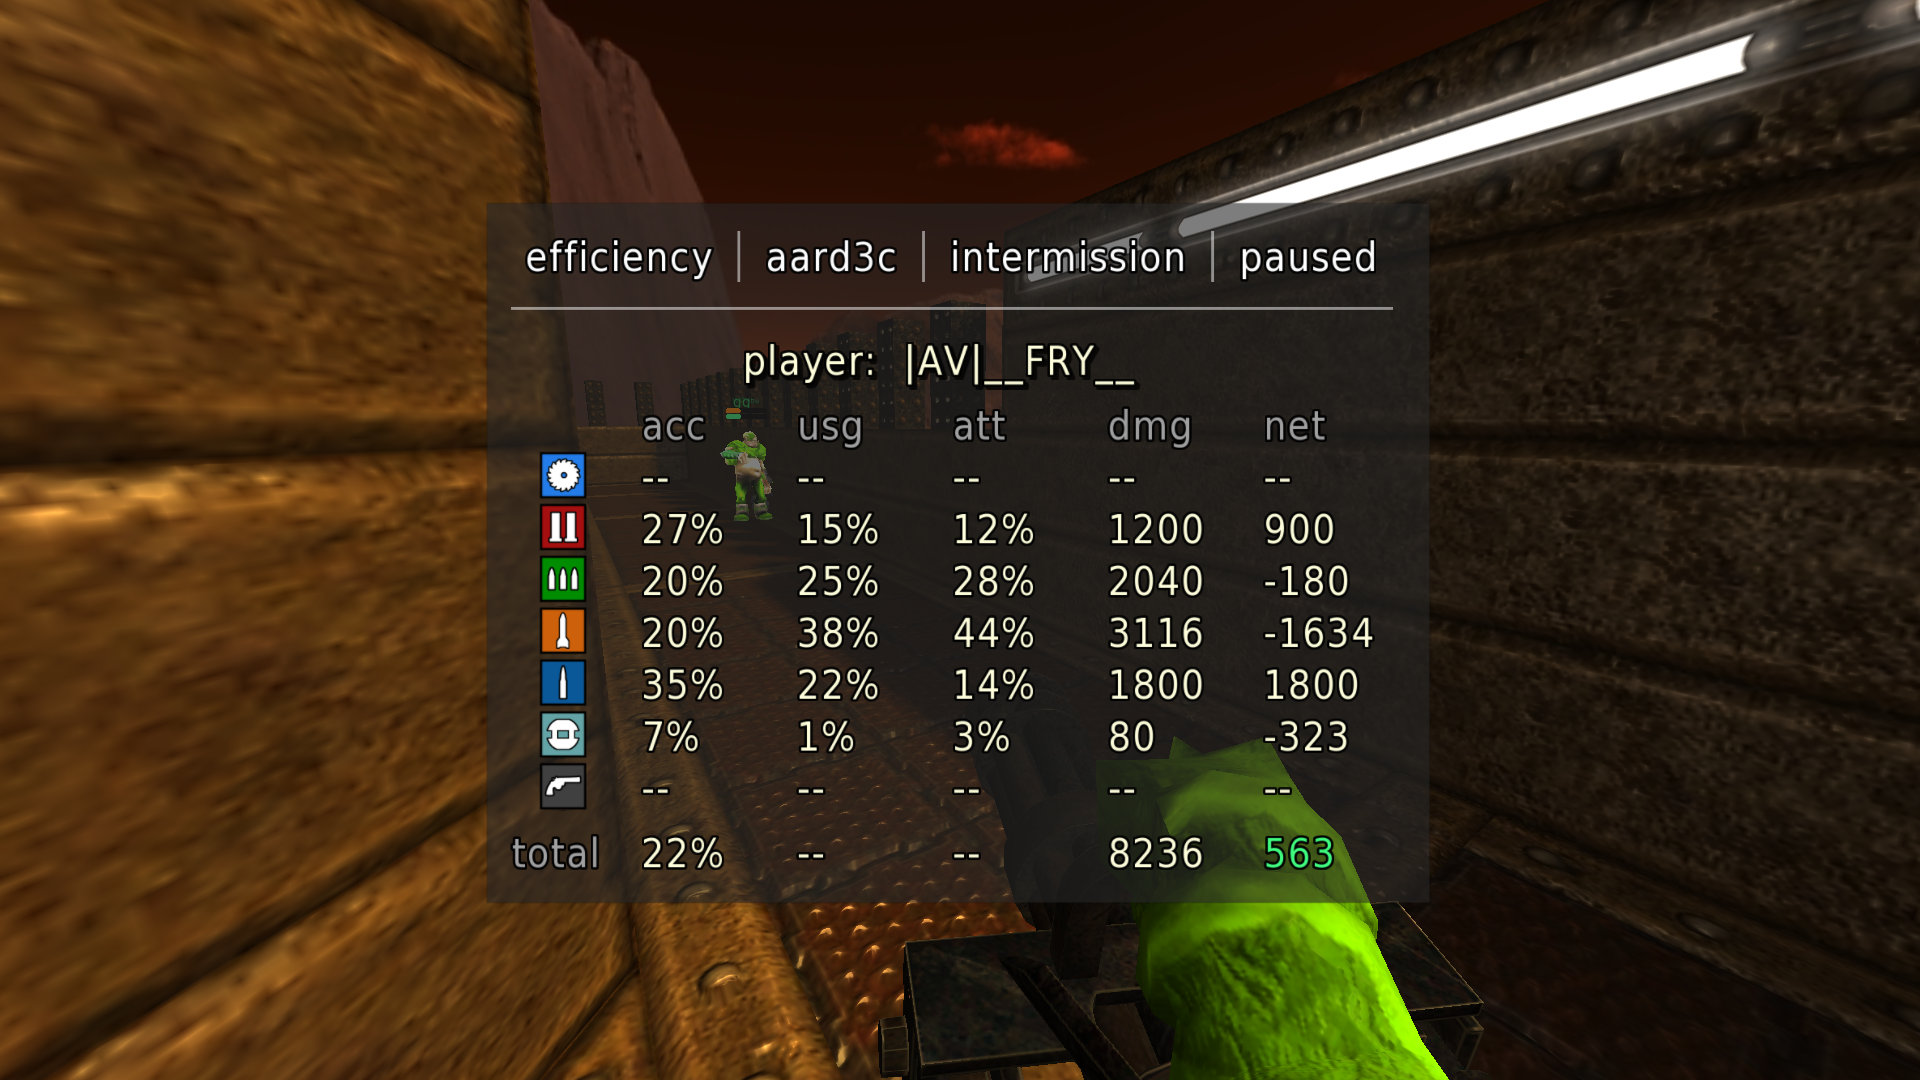 efficiency | aard3c | intermission | paused
player: |AV|__FRY__
acc usg att dmg net
-- -- -- -- --
27% 15% 12% 1200 900
20% 25% 28% 2040 -180
20% 38% 44% 3116 -1634
35% 22% 14% 1800 1800
7% 1% 3% 80 -323
-- -- -- -- --
total 22% -- -- 8236 563